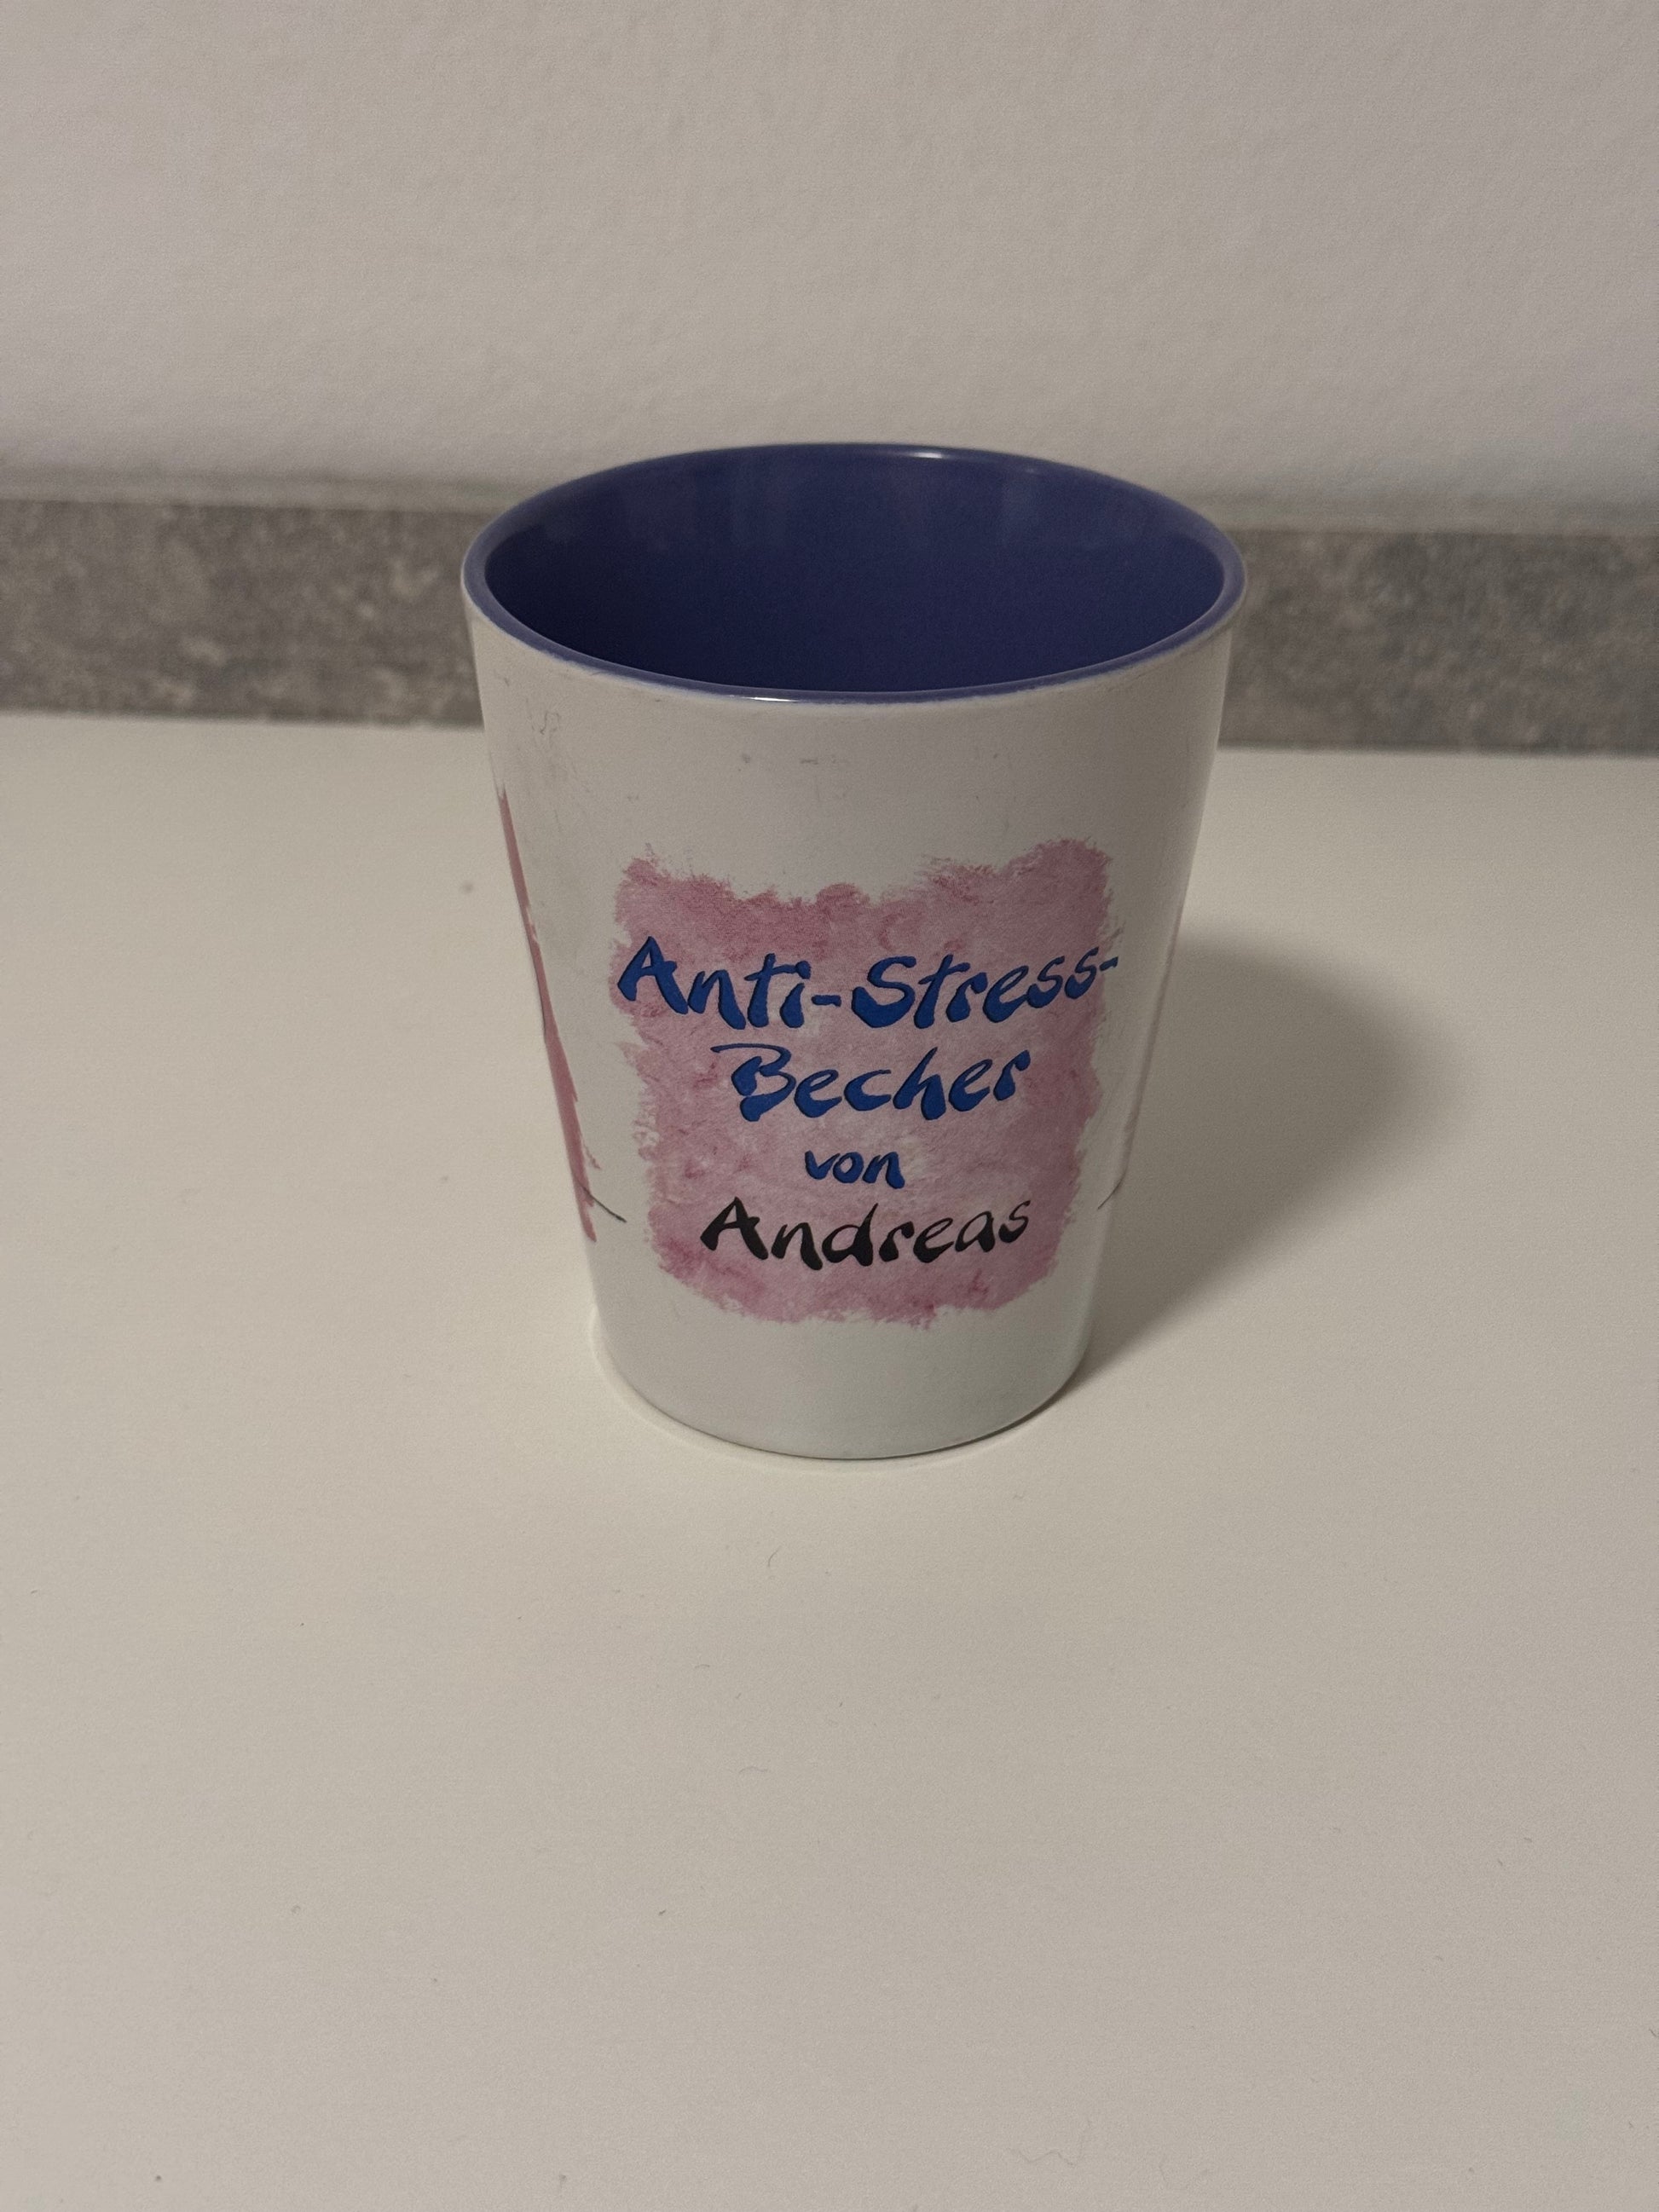 Anti-Stress-
Becher
von
Andreas